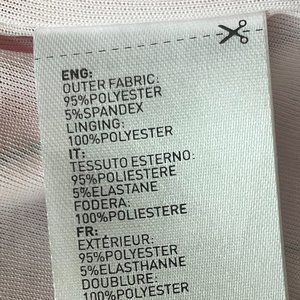 ENG:
OUTER FABRIC:
95%POLYESTER
5%SPANDEX
LINGING:
100%POLYESTER
IT:
TESSUTO ESTERNO:
95%POLIESTERE
5%ELASTANE
FODERA:
100%POLIESTERE
FR:
EXTÉRIEUR:
95%POLYESTER
5%ELASTHANNE
DOUBLURE:
100%POLYESTER